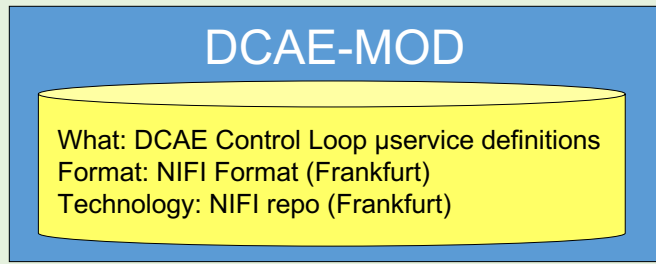 DCAE-MOD
What: DCAE Control Loop µservice definitions
Format: NIFI Format (Frankfurt)
Technology: NIFI repo (Frankfurt)